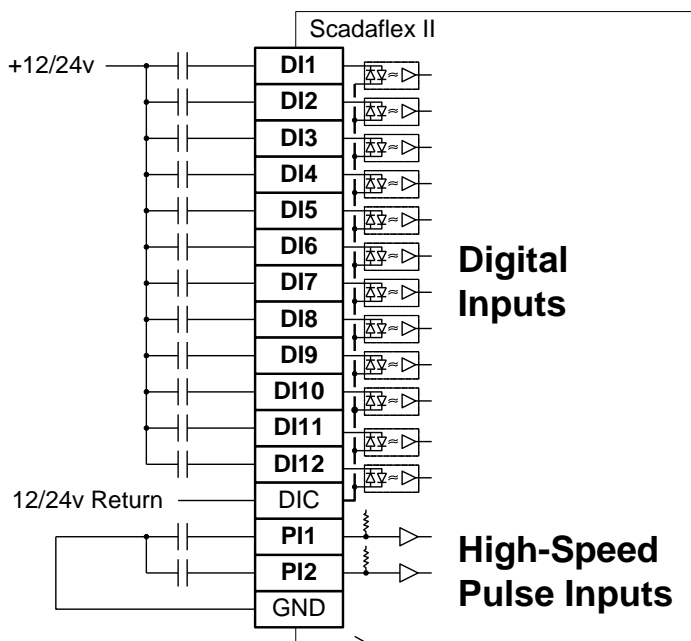 Scadaflex II
+12/24v
DI1
DI2
DI3
DI4
DI5
DI6
DI7
DI8
DI9
DI10
DI11
DI12
12/24v Return
DIC
PI1
PI2
GND
Digital
Inputs
High-Speed
Pulse Inputs